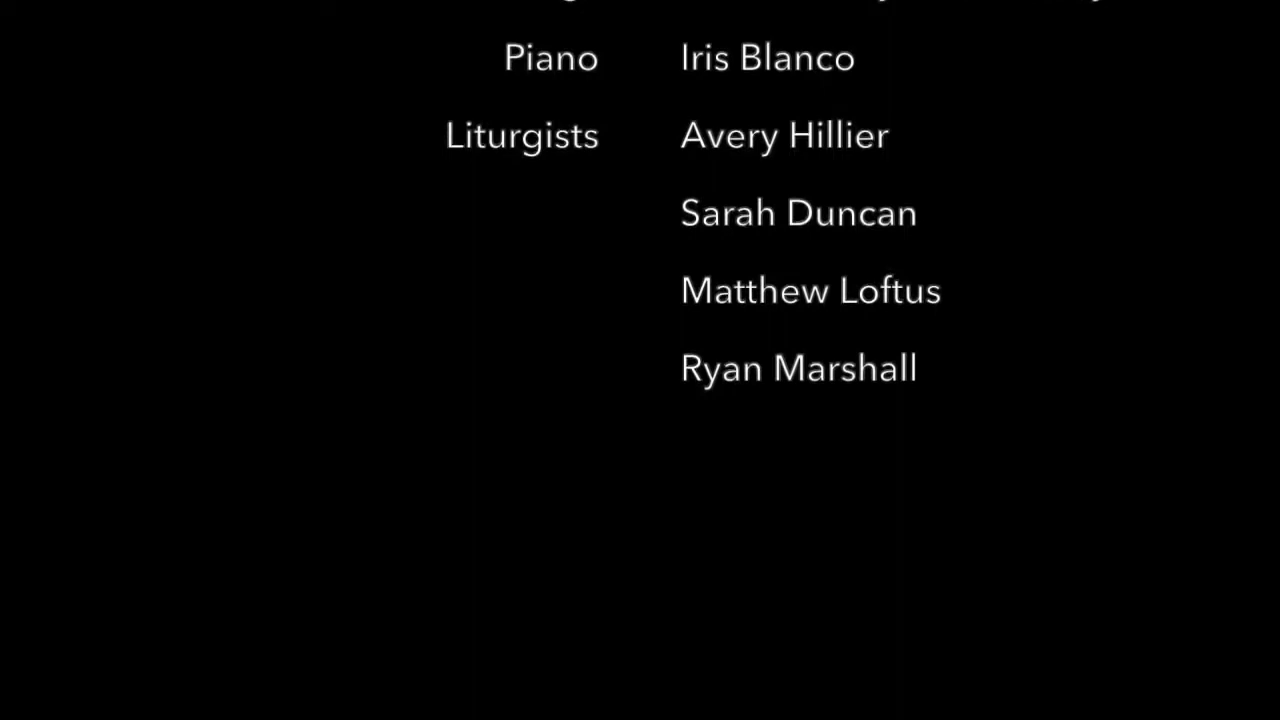 Piano Iris Blanco
Liturgists Avery Hillier
Sarah Duncan
Matthew Loftus
Ryan Marshall